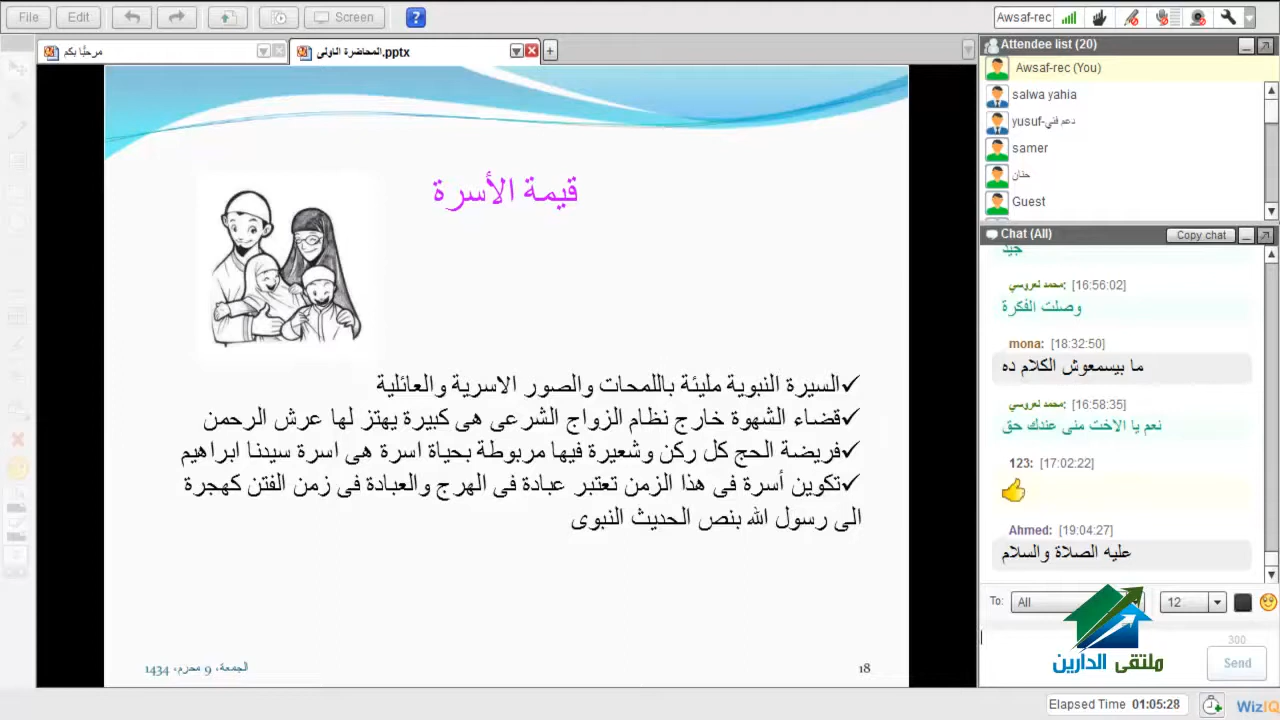 File
Edit
Screen
?
Awsaf-rec
مرحبًا بكم
المحاضرة الاولى.pptx
Attendee list (20)
Awsaf-rec (You)
salwa yahia
yusuf-دعم فني
samer
حنان
Guest
قيمة الأسرة
✓السيرة النبوية مليئة باللمحات والصور الاسرية والعائلية
✓قضاء الشهوة خارج نظام الزواج الشرعى هى كبيرة يهتز لها عرش الرحمن
✓فريضة الحج كل ركن وشعيرة فيها مربوطة بحياة اسرة هى اسرة سيدنا ابراهيم
✓تكوين أسرة فى هذا الزمن تعتبر عبادة فى الهرج والعبادة فى زمن الفتن كهجرة
الى رسول الله بنص الحديث النبوى
الجمعة، 9 محرم، 1434
18
Chat (All)
Copy chat
جيد
محمد لعروسي: [16:56:02]
وصلت الفكرة
mona: [18:32:50]
ما بيسمعوش الكلام ده
محمد لعروسي: [16:58:35]
نعم يا الاخت منى عندك حق
123: [17:02:22]
Ahmed: [19:04:27]
عليه الصلاة والسلام
To:
All
12
300
Send
ملتقى الدارين
Elapsed Time 01:05:28
WizIQ